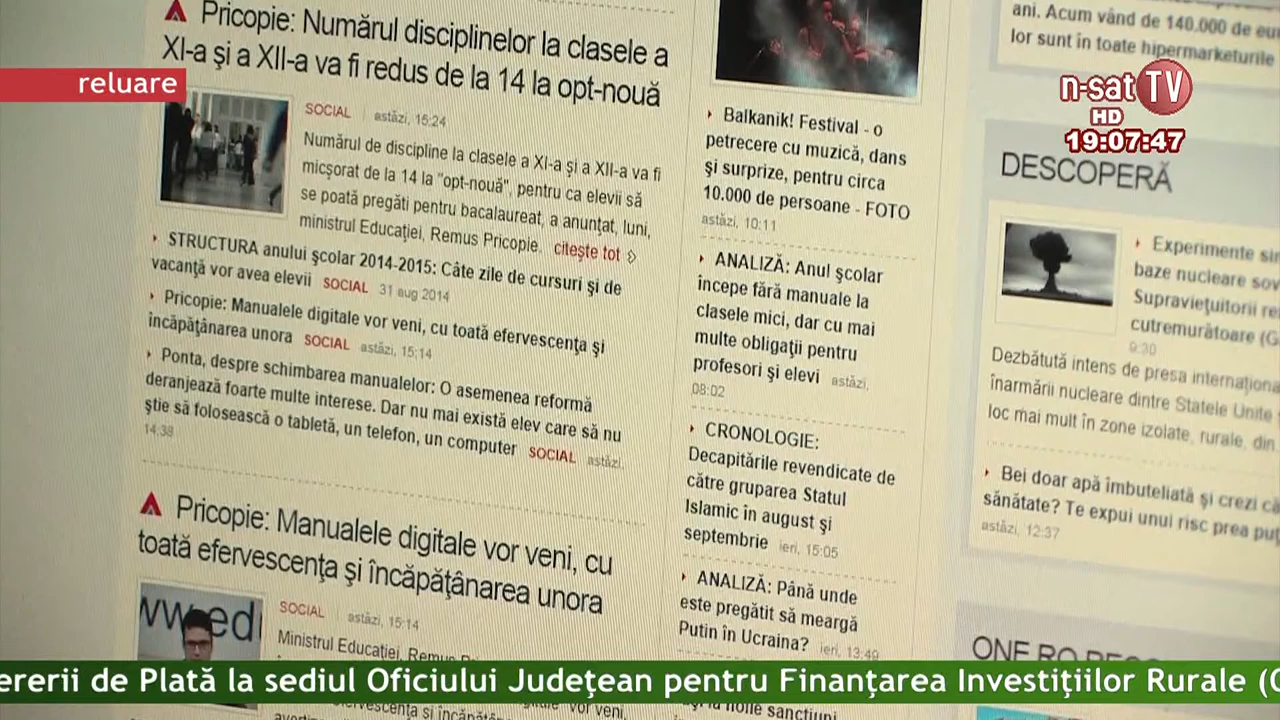 Pricopie: Numărul disciplinelor la clasele a
XI-a şi a XII-a va fi redus de la 14 la opt-nouă
reluare
SOCIAL | astăzi, 15:24
Numărul de discipline la clasele a XI-a şi a XII-a va fi
micşorat de la 14 la "opt-nouă", pentru ca elevii să
se poată pregăti pentru bacalaureat, a anunţat, luni,
ministrul Educaţiei, Remus Pricopie. citeşte tot
STRUCTURA anului şcolar 2014-2015: Câte zile de cursuri şi de
vacanţă vor avea elevii SOCIAL 31 aug 2014
Pricopie: Manualele digitale vor veni, cu toată efervescenţa şi
încăpăţânarea unora SOCIAL astăzi, 15:14
Ponta, despre schimbarea manualelor: O asemenea reformă
deranjează foarte multe interese. Dar nu mai există elev care să nu
ştie să folosească o tabletă, un telefon, un computer SOCIAL astăzi,
14:38
Pricopie: Manualele digitale vor veni, cu
toată efervescenţa şi încăpăţânarea unora
SOCIAL | astăzi, 15:14
Ministrul Educaţiei, Remus
Balkanik! Festival - o
petrecere cu muzică, dans
şi surprize, pentru circa
10.000 de persoane - FOTO
astăzi, 10:11
ANALIZĂ: Anul şcolar
începe fără manuale la
clasele mici, dar cu mai
multe obligaţii pentru
profesori şi elevi astăzi,
08:02
CRONOLOGIE:
Decapitările revendicate de
către gruparea Statul
Islamic în august şi
septembrie ieri, 15:05
ANALIZĂ: Până unde
este pregătit să meargă
Putin în Ucraina? ieri, 13:49
ani. Acum vând de 140.000 de eu
lor sunt în toate hipermarketurile
n-sat TV
HD
19:07:47
DESCOPERĂ
Experimente sin
baze nucleare sov
Supravieţuitorii re
cutremurătoare (G
9:30
Dezbătută intens de presa internaţiona
înarmării nucleare dintre Statele Unite
loc mai mult în zone izolate, rurale, din
Bei doar apă îmbuteliată şi crezi că
sănătate? Te expui unui risc prea puţ
astăzi, 12:37
ererii de Plată la sediul Oficiului Judeţean pentru Finanţarea Investiţiilor Rurale (O